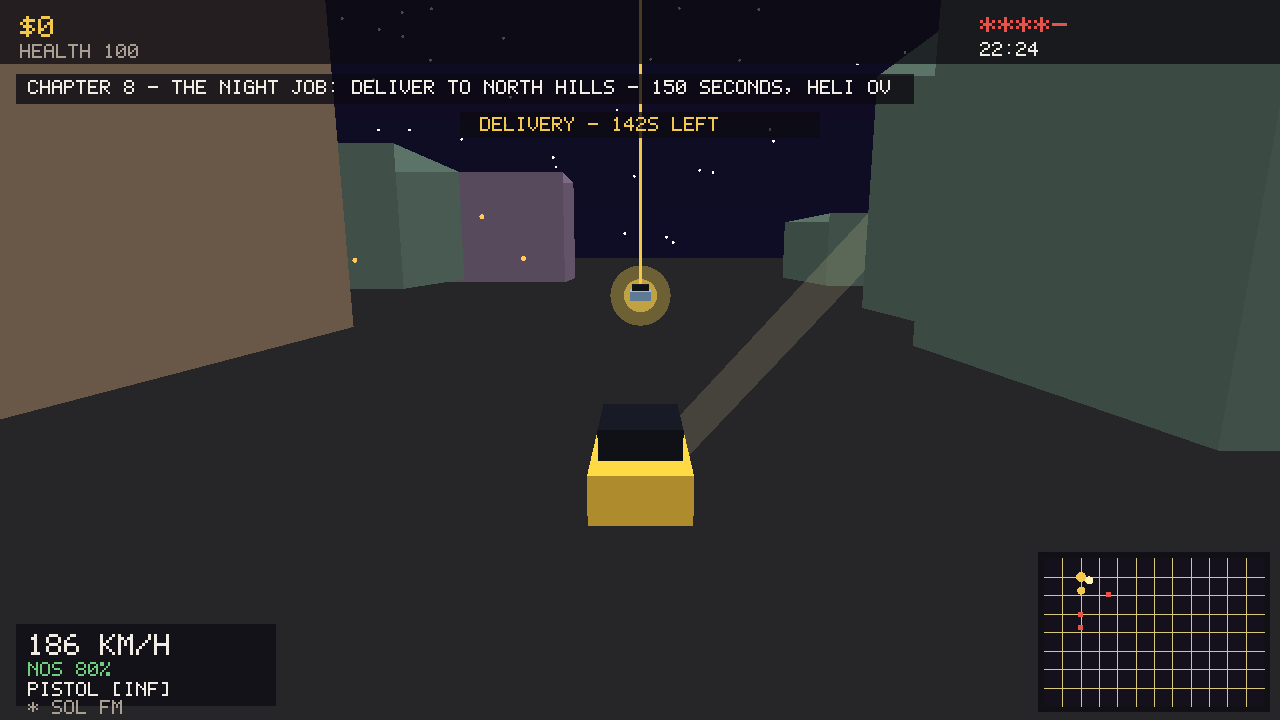 $0
HEALTH 100
****-
22:24
CHAPTER 8 - THE NIGHT JOB: DELIVER TO NORTH HILLS - 150 SECONDS, HELI OV
DELIVERY - 142S LEFT
186 KM/H
NOS 80%
PISTOL [INF]
* SOL FM